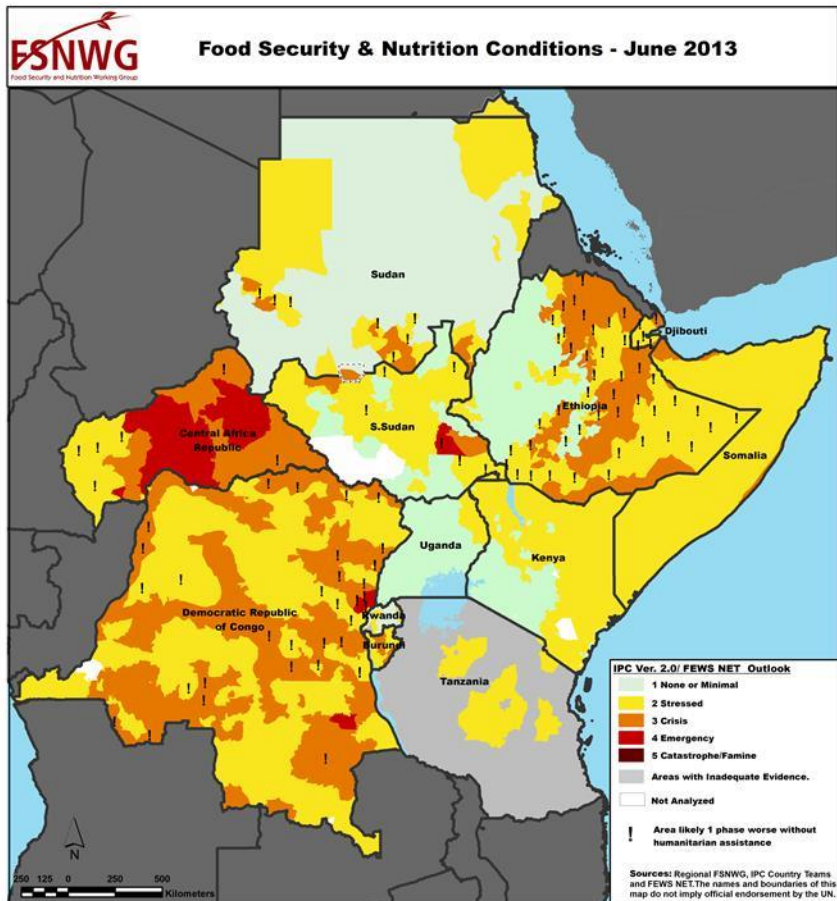 FSNWG
Food Security and Nutrition Working Group
Food Security & Nutrition Conditions - June 2013
Sudan
Djibouti
Ethiopia
Central Africa
Republic
S.Sudan
Somalia
Uganda
Kenya
Democratic Republic
of Congo
Rwanda
Burundi
Tanzania
IPC Ver. 2.0/ FEWS NET Outlook
1 None or Minimal
2 Stressed
3 Crisis
4 Emergency
5 Catastrophe/Famine
Areas with Inadequate Evidence.
Not Analyzed
! Area likely 1 phase worse without
humanitarian assistance
N
250 125 0 250 500
Kilometers
Sources: Regional FSNWG, IPC Country Teams
and FEWS NET.The names and boundaries of this
map do not imply official endorsement by the UN.